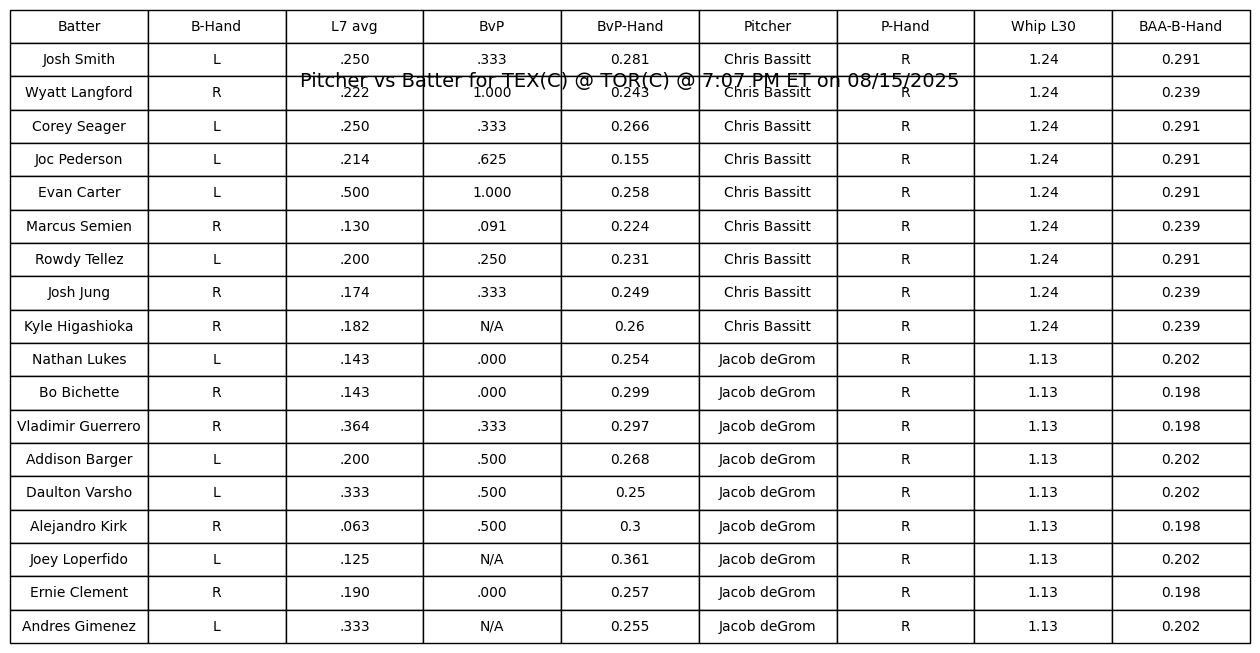 Batter B-Hand L7 avg BvP BvP-Hand Pitcher P-Hand Whip L30 BAA-B-Hand
Josh Smith L .250 .333 0.281 Chris Bassitt R 1.24 0.291
Pitcher vs Batter for TEX(C) @ TOR(C) @ 7:07 PM ET on 08/15/2025
Wyatt Langford R .222 1.000 0.243 Chris Bassitt R 1.24 0.239
Corey Seager L .250 .333 0.266 Chris Bassitt R 1.24 0.291
Joc Pederson L .214 .625 0.155 Chris Bassitt R 1.24 0.291
Evan Carter L .500 1.000 0.258 Chris Bassitt R 1.24 0.291
Marcus Semien R .130 .091 0.224 Chris Bassitt R 1.24 0.239
Rowdy Tellez L .200 .250 0.231 Chris Bassitt R 1.24 0.291
Josh Jung R .174 .333 0.249 Chris Bassitt R 1.24 0.239
Kyle Higashioka R .182 N/A 0.26 Chris Bassitt R 1.24 0.239
Nathan Lukes L .143 .000 0.254 Jacob deGrom R 1.13 0.202
Bo Bichette R .143 .000 0.299 Jacob deGrom R 1.13 0.198
Vladimir Guerrero R .364 .333 0.297 Jacob deGrom R 1.13 0.198
Addison Barger L .200 .500 0.268 Jacob deGrom R 1.13 0.202
Daulton Varsho L .333 .500 0.25 Jacob deGrom R 1.13 0.202
Alejandro Kirk R .063 .500 0.3 Jacob deGrom R 1.13 0.198
Joey Loperfido L .125 N/A 0.361 Jacob deGrom R 1.13 0.202
Ernie Clement R .190 .000 0.257 Jacob deGrom R 1.13 0.198
Andres Gimenez L .333 N/A 0.255 Jacob deGrom R 1.13 0.202